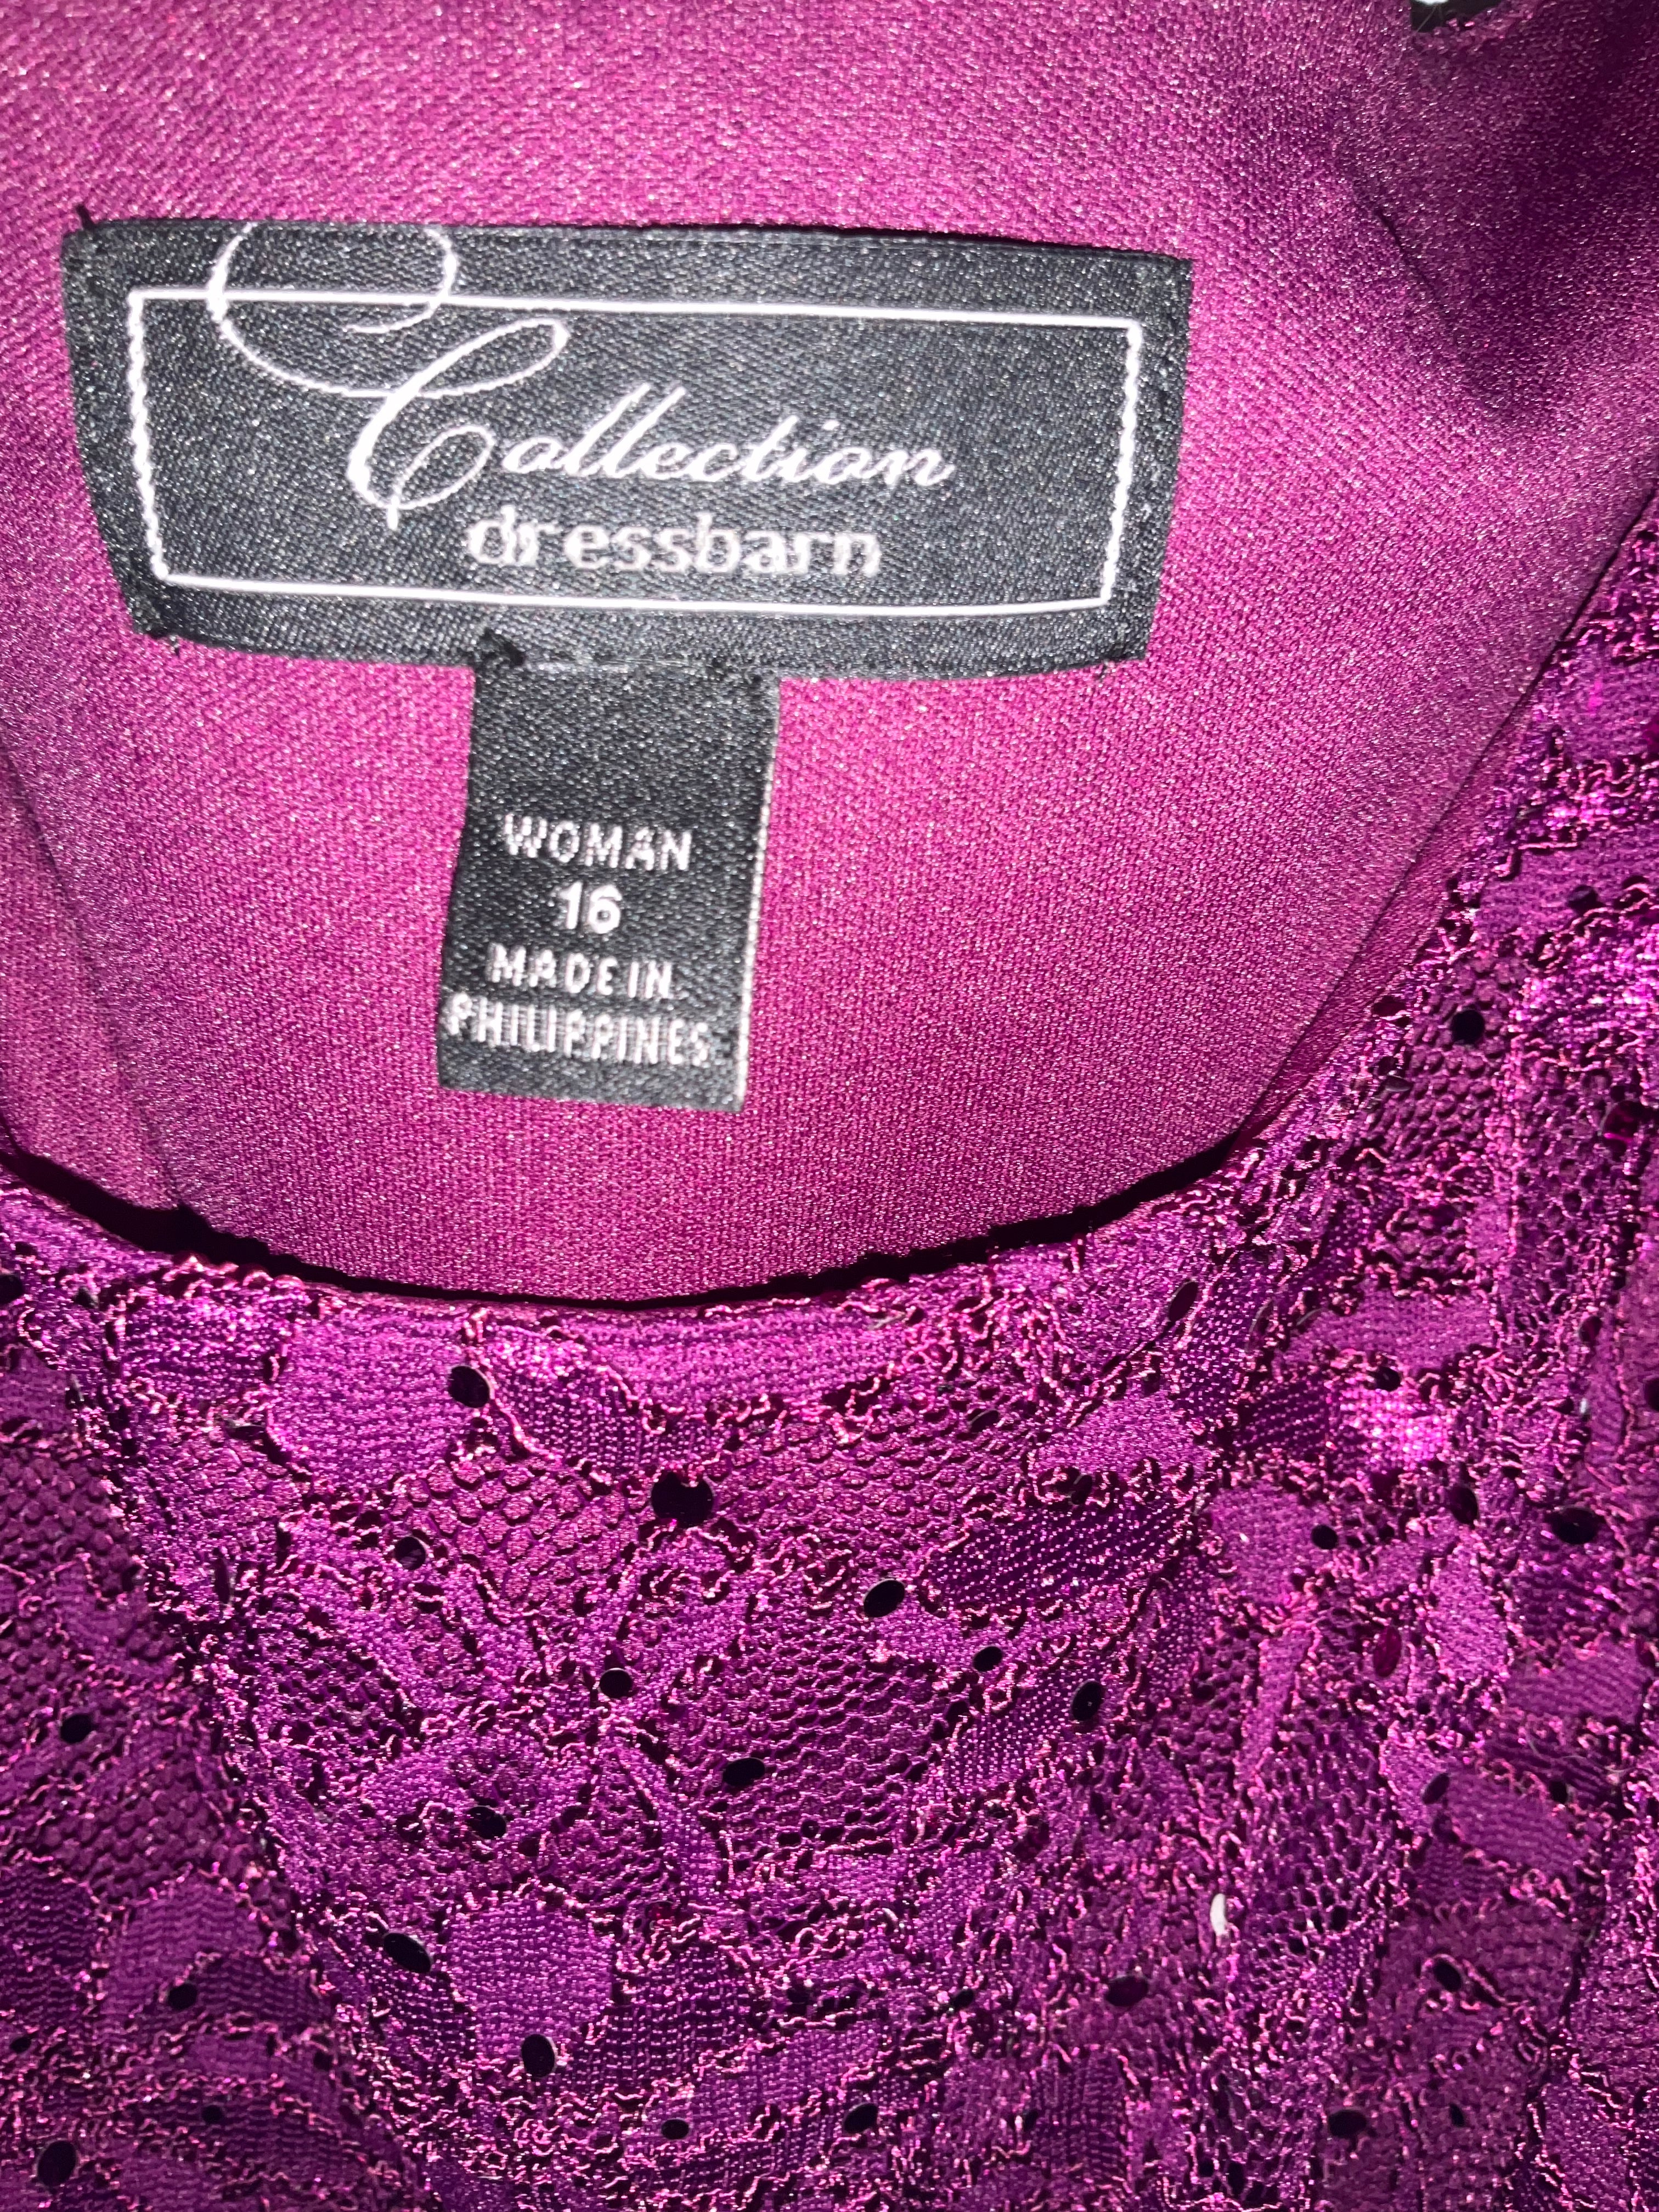 Collection
dressbarn
WOMAN
16
MADE IN
PHILIPPINES